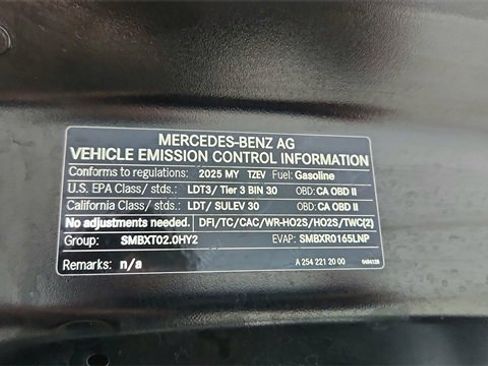 MERCEDES-BENZ AG
VEHICLE EMISSION CONTROL INFORMATION
Conforms to regulations: 2025 MY TZEV Fuel: Gasoline
U.S. EPA Class/ stds.: LDT3/ Tier 3 BIN 30 OBD: CA OBD II
California Class/ stds.: LDT/ SULEV 30 OBD: CA OBD II
No adjustments needed. DFI/TC/CAC/WR-HO2S/HO2S/TWC(2)
Group: SMBXT02.0HY2 EVAP: SMBXR0165LNP
Remarks: n/a A 254 221 20 00